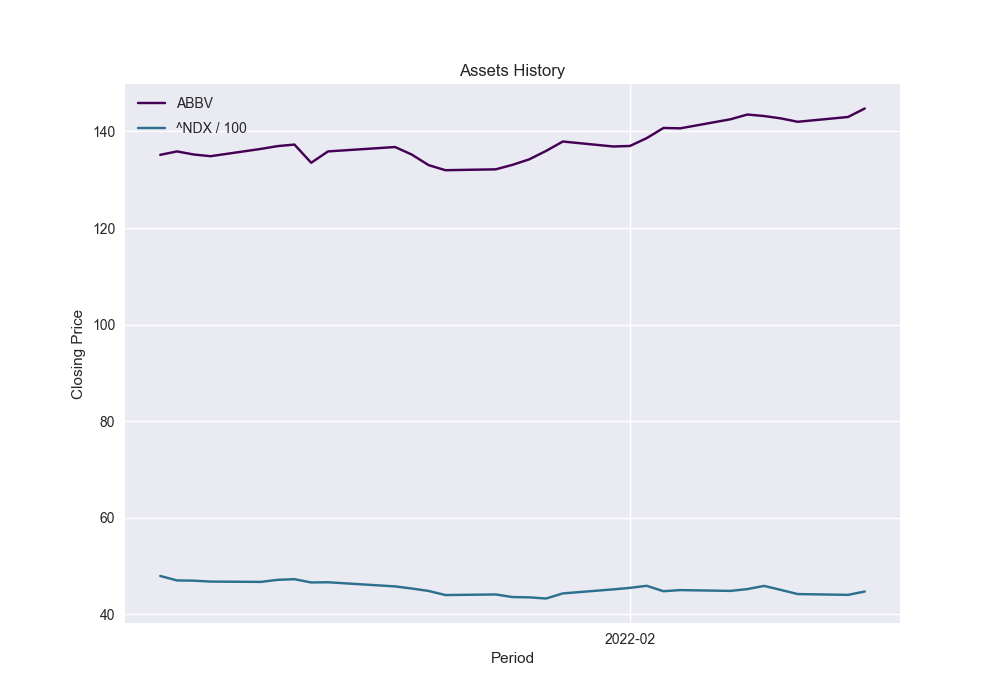 Assets History
ABBV
^NDX / 100
140
120
100
80
60
40
Closing Price
2022-02
Period